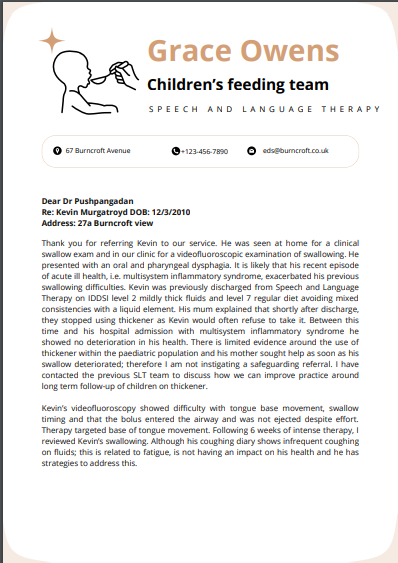 Grace Owens
Children's feeding team
SPEECH AND LANGUAGE THERAPY
67 Burncroft Avenue
+123-456-7890
eds@burncroft.co.uk
Dear Dr Pushpangadan
Re: Kevin Murgatroyd DOB: 12/3/2010
Address: 27a Burncroft view
Thank you for referring Kevin to our service. He was seen at home for a clinical
swallow exam and in our clinic for a videofluoroscopic examination of swallowing. He
presented with an oral and pharyngeal dysphagia. It is likely that his recent episode
of acute ill health, i.e. multisystem inflammatory syndrome, exacerbated his previous
swallowing difficulties. Kevin was previously discharged from Speech and Language
Therapy on IDDSI level 2 mildly thick fluids and level 7 regular diet avoiding mixed
consistencies with a liquid element. His mum explained that shortly after discharge,
they stopped using thickener as Kevin would often refuse to take it. Between this
time and his hospital admission with multisystem inflammatory syndrome he
showed no deterioration in his health. There is limited evidence around the use of
thickener within the paediatric population and his mother sought help as soon as his
swallow deteriorated; therefore I am not instigating a safeguarding referral. I have
contacted the previous SLT team to discuss how we can improve practice around
long term follow-up of children on thickener.
Kevin's videofluoroscopy showed difficulty with tongue base movement, swallow
timing and that the bolus entered the airway and was not ejected despite effort.
Therapy targeted base of tongue movement. Following 6 weeks of intense therapy, I
reviewed Kevin's swallowing. Although his coughing diary shows infrequent coughing
on fluids; this is related to fatigue, is not having an impact on his health and he has
strategies to address this.